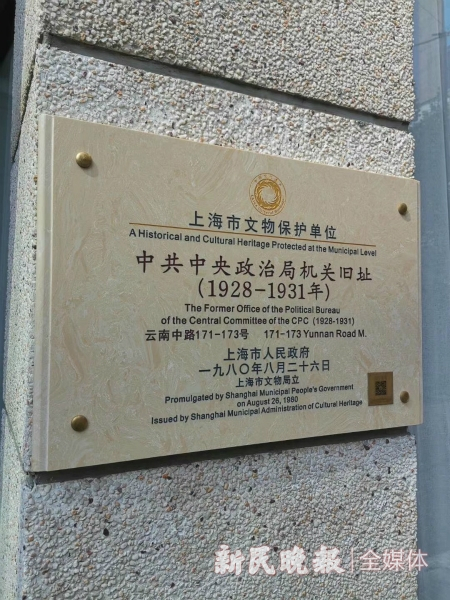 上海市文物保护单位
A Historical and Cultural Heritage Protected at the Municipal Level
中共中央政治局机关旧址
(1928-1931年)
The Former Office of the Political Bureau
of the Central Committee of the CPC (1928-1931)
云南中路171-173号 171-173 Yunnan Road M.
上海市人民政府
一九八〇年八月二十六日
上海市文物局立
Promulgated by Shanghai Municipal People's Government
on August 26, 1980
Issued by Shanghai Municipal Administration of Cultural Heritage
新民晚报|全媒体